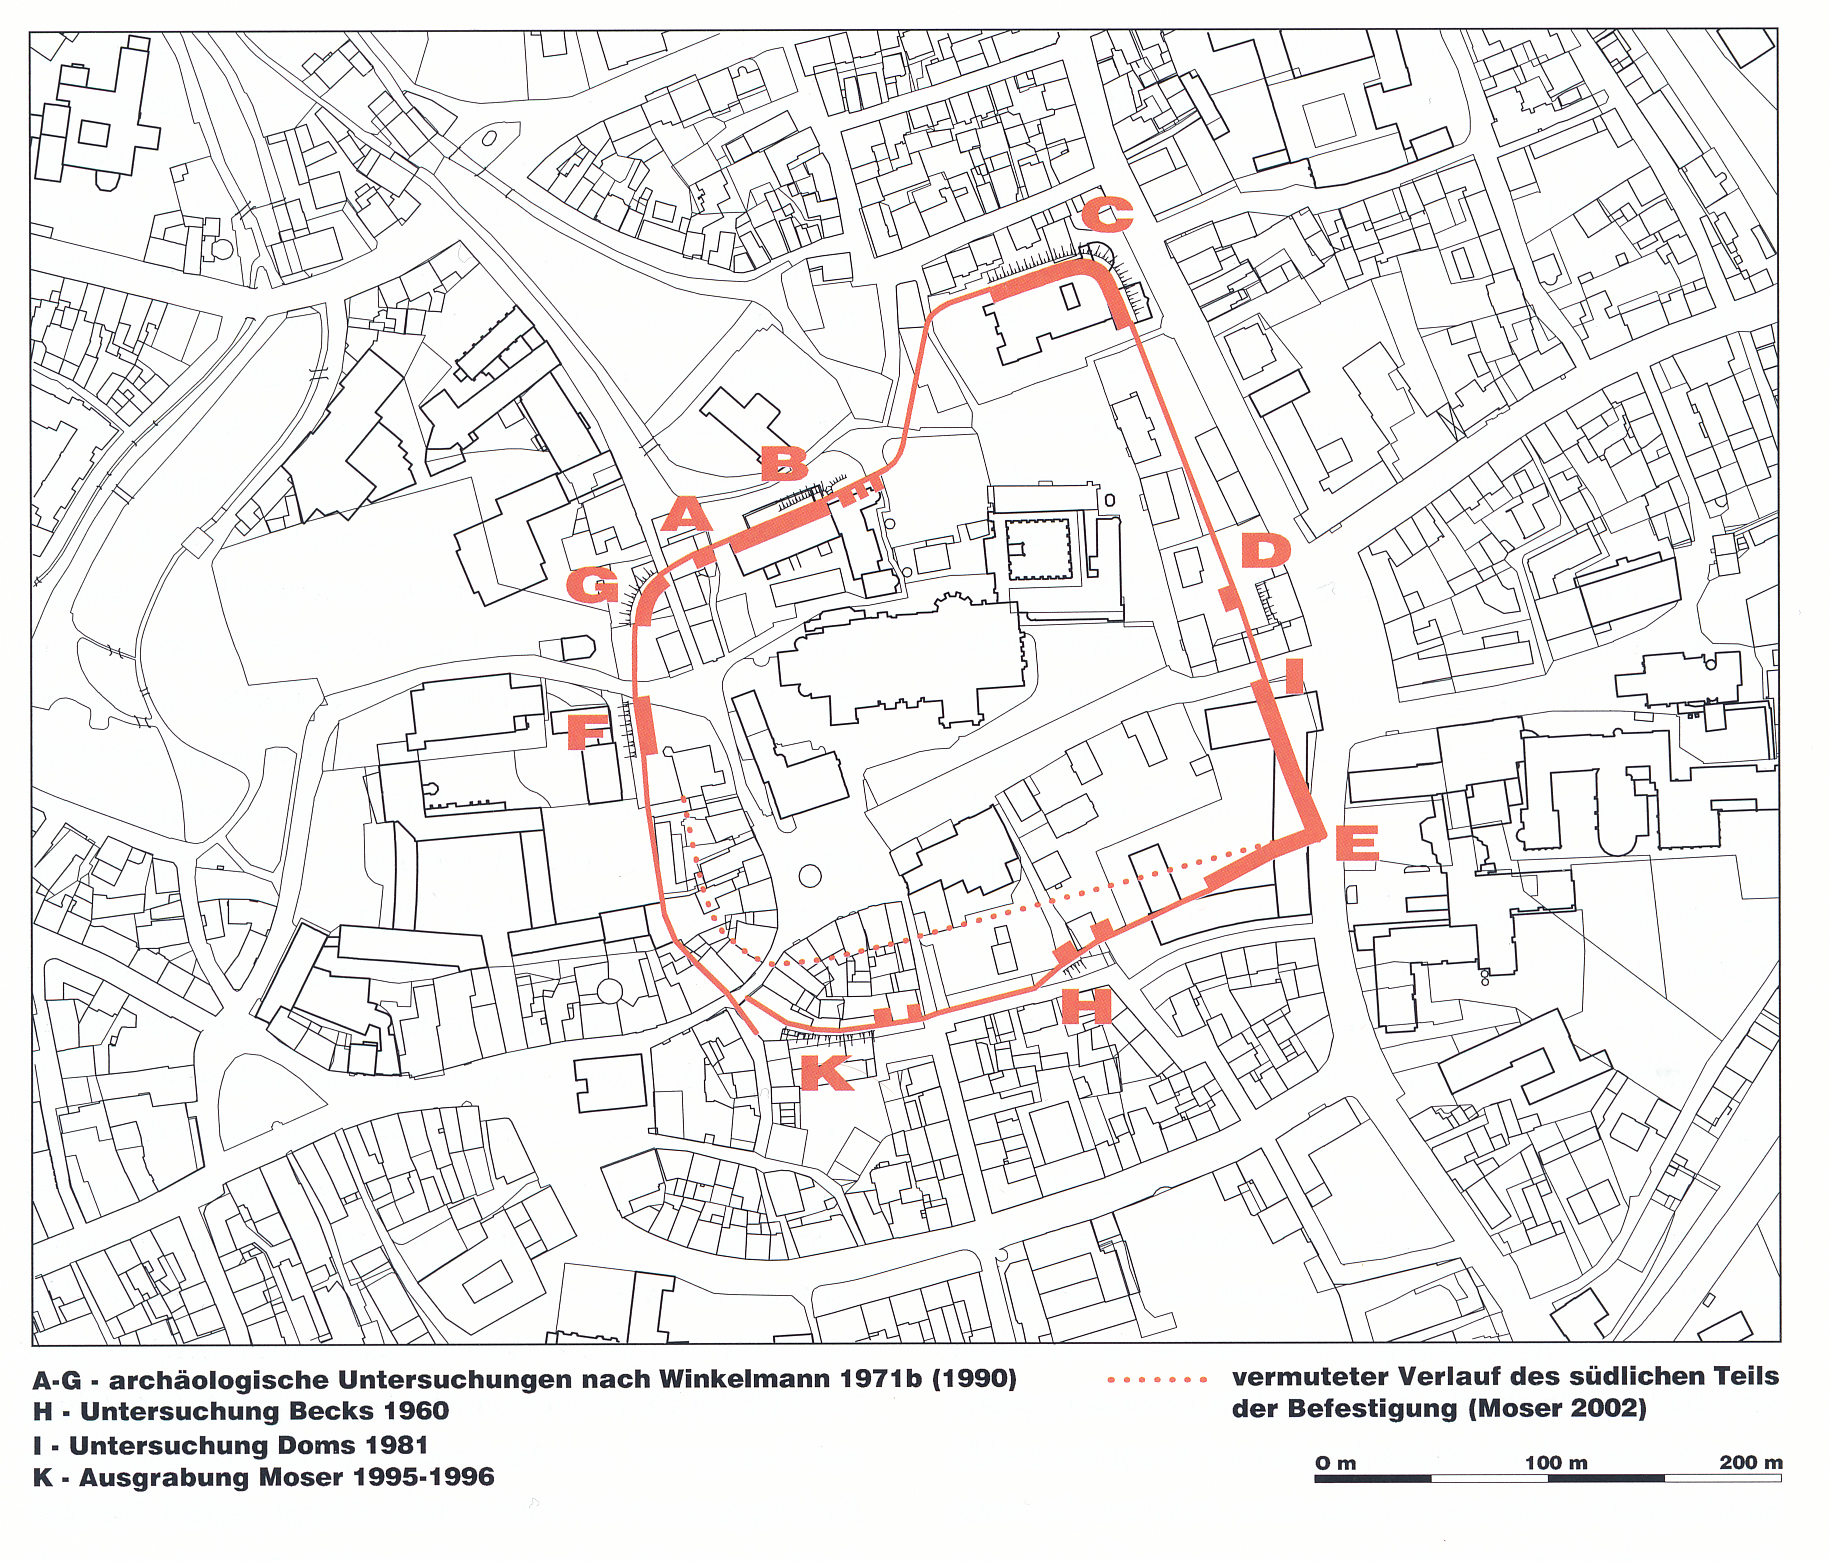 C
B
A
D
G
I
F
E
H
K
A-G - archäologische Untersuchungen nach Winkelmann 1971b (1990)
H - Untersuchung Becks 1960
I - Untersuchung Doms 1981
K - Ausgrabung Moser 1995-1996
vermuteter Verlauf des südlichen Teils
der Befestigung (Moser 2002)
0 m 100 m 200 m